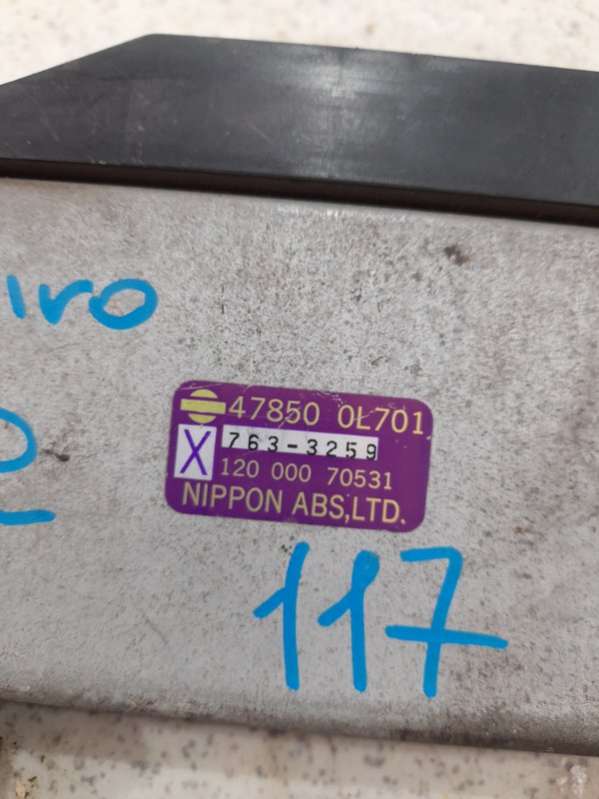 iro
47850 0L701
X
763-3259
120 000 70531
NIPPON ABS,LTD.
117